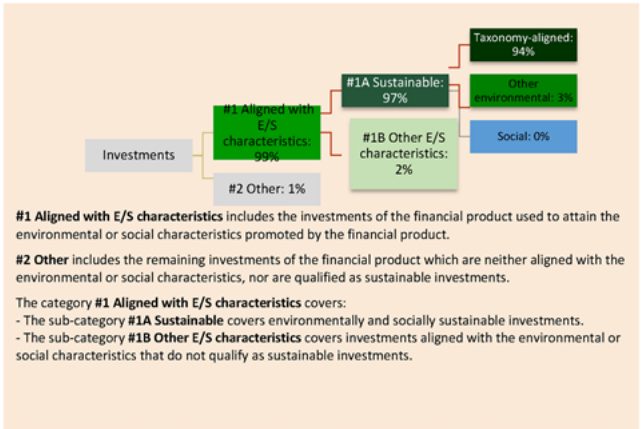 Taxonomy-aligned:
94%
#1A Sustainable:
97%
Other
environmental: 3%
#1 Aligned with
E/S
characteristics:
99%
#1B Other E/S
characteristics:
2%
Social: 0%
Investments
#2 Other: 1%
#1 Aligned with E/S characteristics includes the investments of the financial product used to attain the
environmental or social characteristics promoted by the financial product.
#2 Other includes the remaining investments of the financial product which are neither aligned with the
environmental or social characteristics, nor are qualified as sustainable investments.
The category #1 Aligned with E/S characteristics covers:
- The sub-category #1A Sustainable covers environmentally and socially sustainable investments.
- The sub-category #1B Other E/S characteristics covers investments aligned with the environmental or
social characteristics that do not qualify as sustainable investments.